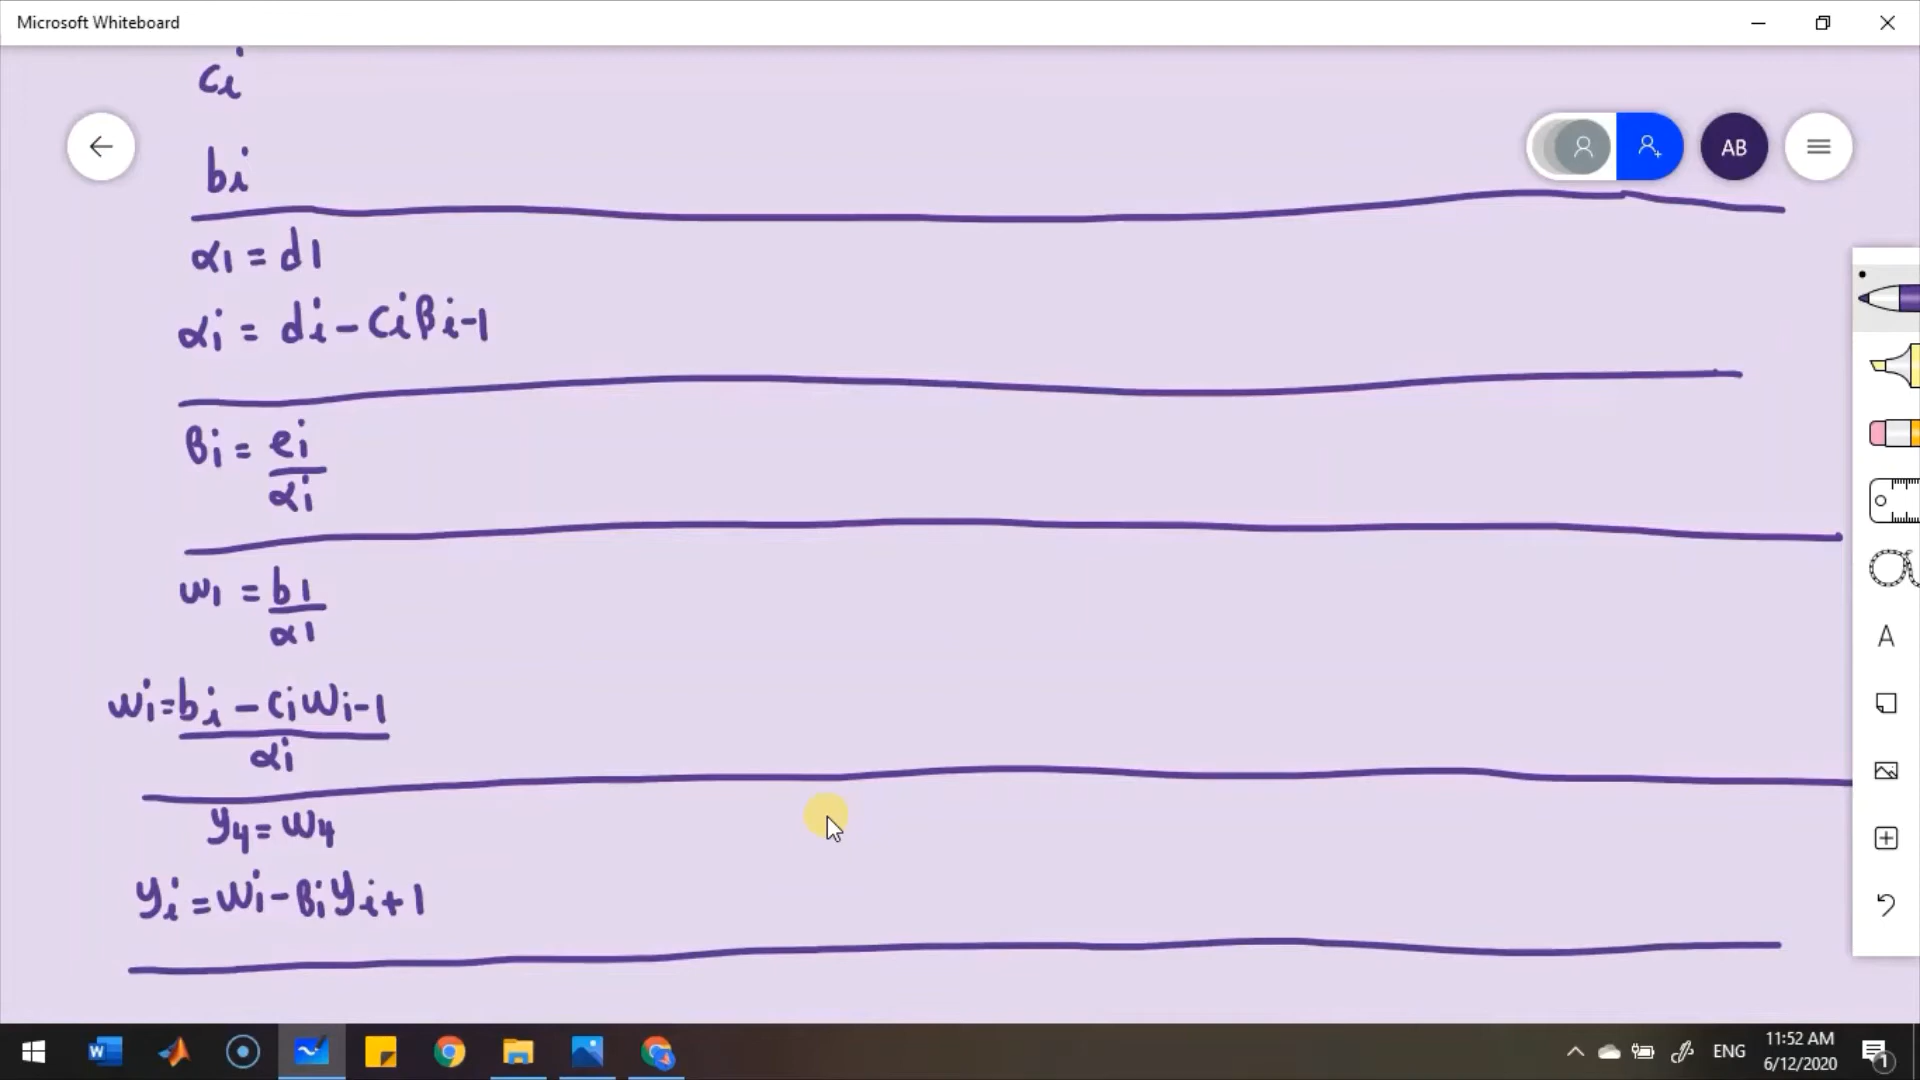 Microsoft Whiteboard
ci
bi
AB
α1 = d1
αi = di - ciβi-1
βi = ei
αi
w1 = b1
α1
wi = bi - ciwi-1
αi
y4 = w4
yi = wi - βiyi+1
A
11:52 AM
ENG
6/12/2020
1